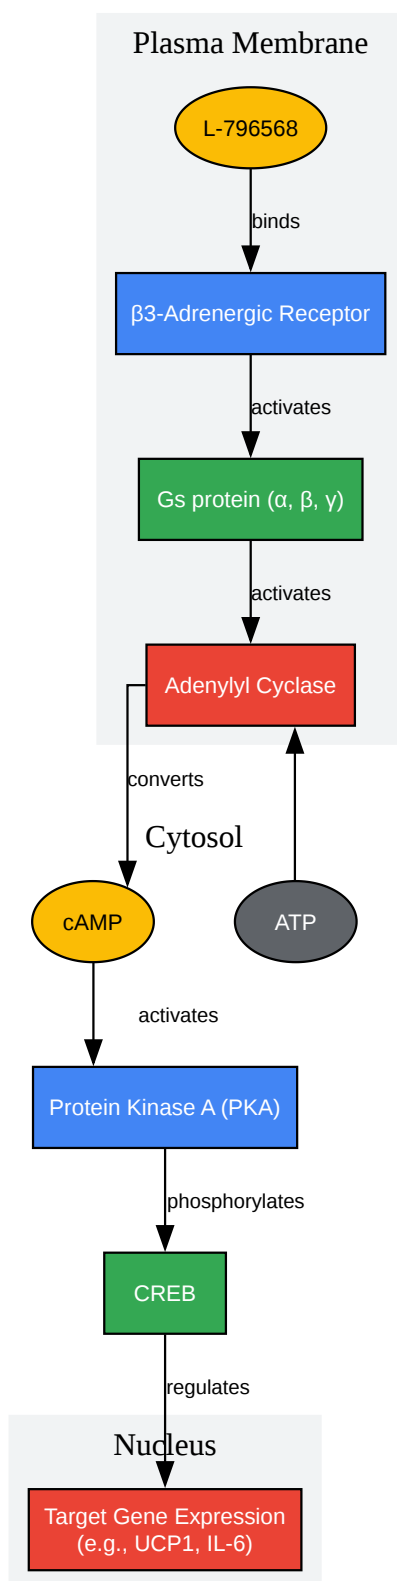 Plasma Membrane
L-796568
binds
β3-Adrenergic Receptor
activates
Gs protein (α, β, γ)
activates
Adenylyl Cyclase
converts
Cytosol
cAMP
ATP
activates
Protein Kinase A (PKA)
phosphorylates
CREB
regulates
Nucleus
Target Gene Expression
(e.g., UCP1, IL-6)